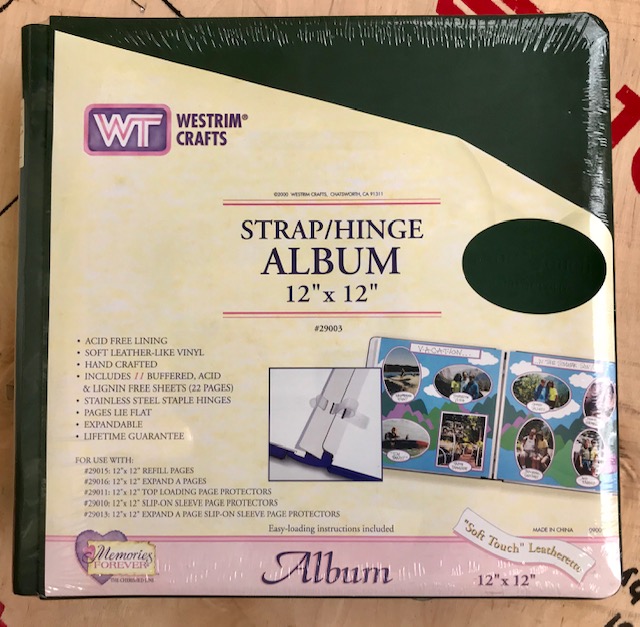 WT WESTRIM®
CRAFTS
©2000 WESTRIM CRAFTS, CHATSWORTH, CA 91311
STRAP/HINGE
ALBUM
12" x 12"
#29003
• ACID FREE LINING
• SOFT LEATHER-LIKE VINYL
• HAND CRAFTED
• INCLUDES 11 BUFFERED, ACID
& LIGNIN FREE SHEETS (22 PAGES)
• STAINLESS STEEL STAPLE HINGES
• PAGES LIE FLAT
• EXPANDABLE
• LIFETIME GUARANTEE
VACATION...
FOR USE WITH:
#29015: 12"x 12" REFILL PAGES
#29016: 12"x 12" EXPAND A PAGES
#29011: 12"x 12" TOP LOADING PAGE PROTECTORS
#29010: 12"x 12" SLIP-ON SLEEVE PAGE PROTECTORS
#29013: 12"x 12" EXPAND A PAGE SLIP-ON SLEEVE PAGE PROTECTORS
Easy-loading instructions included
MADE IN CHINA
"Soft Touch" Leatherette
Memories
FOREVER
THE CHERISHED LINE
Album
12" x 12"